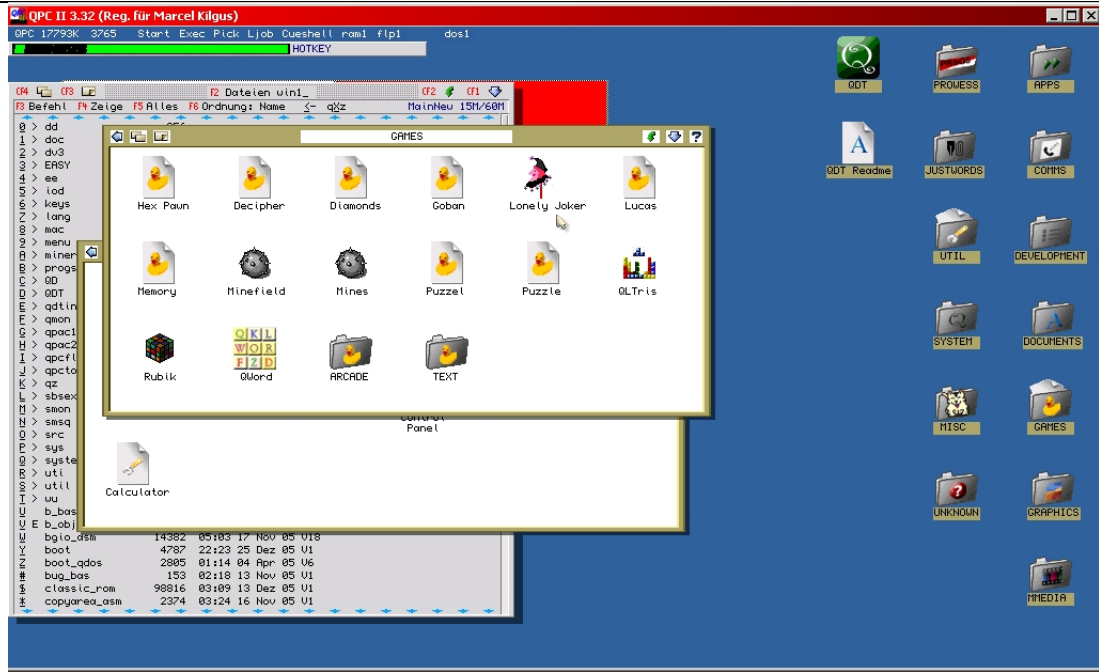 QPC II 3.32 (Reg. für Marcel Kilgus)
QPC 17793K 3765 Start Exec Pick Ljob Cueshell ram1 flp1 dos1
HOTKEY
CF4 CF3 F2 Dateien win1_ CF2 CF1
F3 Befehl F4 Zeige F5 Alles F6 Ordnung: Name <- qXz MainNew 15M/60M
0 > dd
1 > doc
2 > dv3
3 > EASY
4 > ee
5 > iod
6 > keys
7 > lang
8 > mac
9 > menu
A > miner
B > progs
C > QD
D > QDT
E > qdtin
F > qmon
G > qpac1
H > qpac2
I > qpcfl
J > qpcto
K > qz
L > sbsex
M > smon
N > smsq
O > src
P > sys
Q > syste
R > uti
S > util
T > uu
U b_bas
V E b_obj
W bgio_asm 14382 05:03 17 Nov 05 V18
Y boot 4787 22:23 25 Dez 05 V1
Z boot_qdos 2805 01:14 04 Apr 05 V6
# bug_bas 153 02:18 13 Nov 05 V1
$ classic_rom 98816 03:09 13 Dez 05 V1
* copyarea_asm 2374 03:24 16 Nov 05 V1
GAMES
?
Hex Pawn Decipher Diamonds Goban Lonely Joker Lucas
Memory Minefield Mines Puzzel Puzzle QLTris
Q K L
W O R
F Z D
Rubik QWord ARCADE TEXT
Panel
Calculator
QDT PROWESS APPS
QDT Readme JUSTWORDS COMMS
UTIL DEVELOPMENT
SYSTEM DOCUMENTS
MISC GAMES
UNKNOWN GRAPHICS
MMEDIA